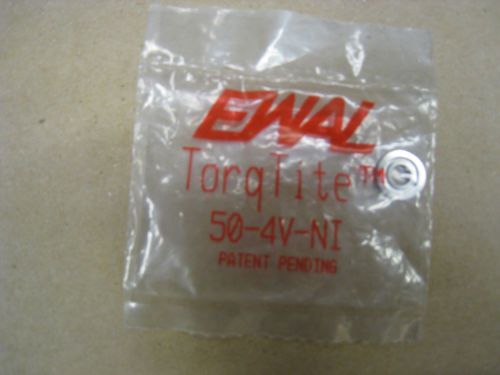 EWAL
TorqTite™
50-4V-NI
PATENT PENDING